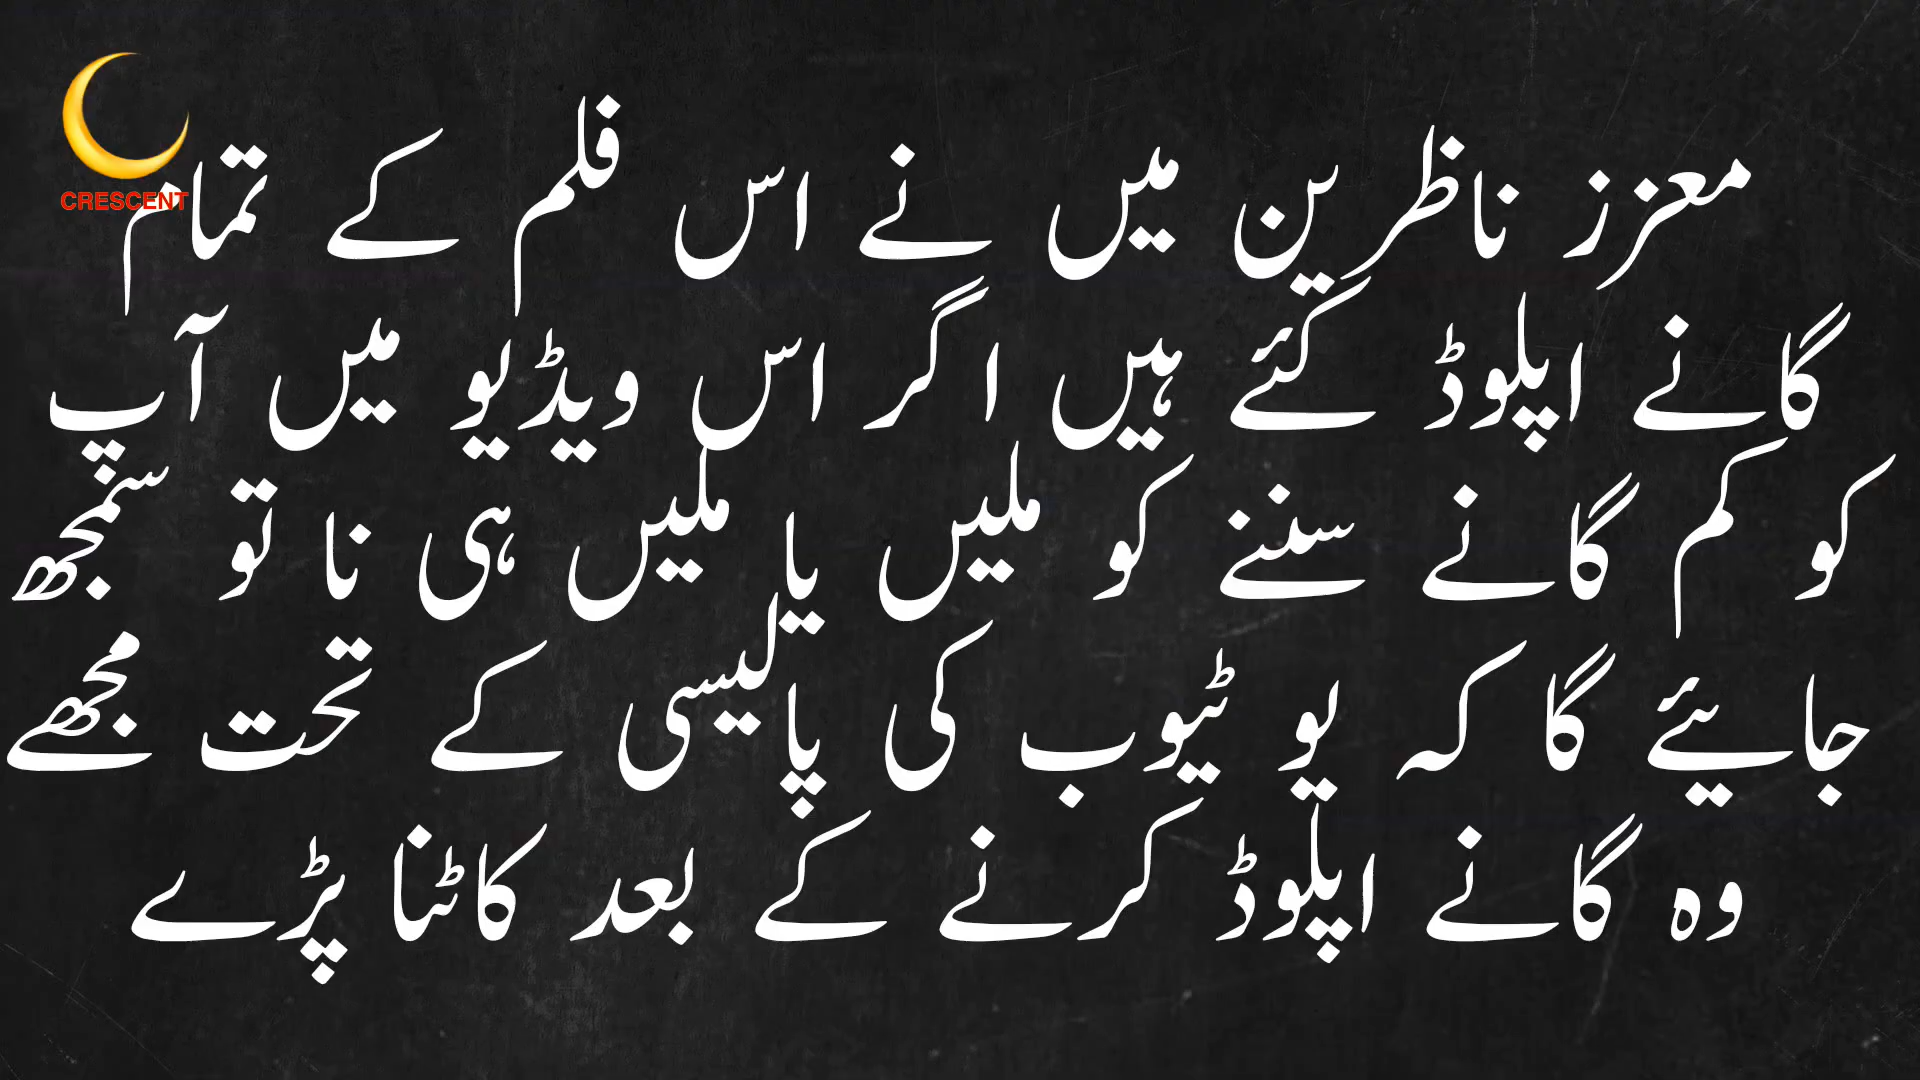 CRESCENT
معزز ناظرین میں نے اس فلم کے تمام
گانے اپلوڈ کئے ہیں اگر اس ویڈیو میں آپ
کو کم گانے سننے کو ملیں یا ملیں ہی نا تو سمجھ
جایئے گا کہ یو ٹیوب کی پالیسی کے تحت مجھے
وہ گانے اپلوڈ کرنے کے بعد کاٹنا پڑے